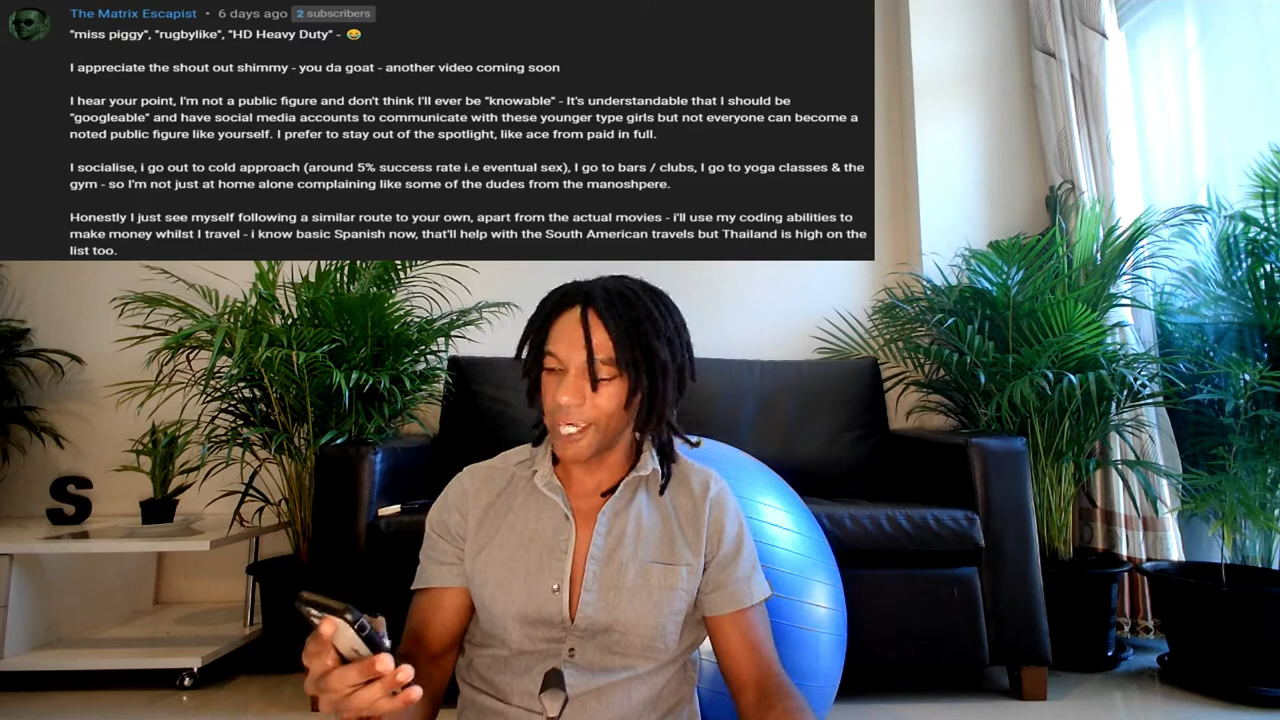 The Matrix Escapist • 6 days ago 2 subscribers
"miss piggy", "rugbylike", "HD Heavy Duty" - 😂
I appreciate the shout out shimmy - you da goat - another video coming soon
I hear your point, I'm not a public figure and don't think I'll ever be "knowable" - It's understandable that I should be
"googleable" and have social media accounts to communicate with these younger type girls but not everyone can become a
noted public figure like yourself. I prefer to stay out of the spotlight, like ace from paid in full.
I socialise, i go out to cold approach (around 5% success rate i.e eventual sex), I go to bars / clubs, I go to yoga classes & the
gym - so I'm not just at home alone complaining like some of the dudes from the manoshpere.
Honestly I just see myself following a similar route to your own, apart from the actual movies - i'll use my coding abilities to
make money whilst I travel - i know basic Spanish now, that'll help with the South American travels but Thailand is high on the
list too.
S